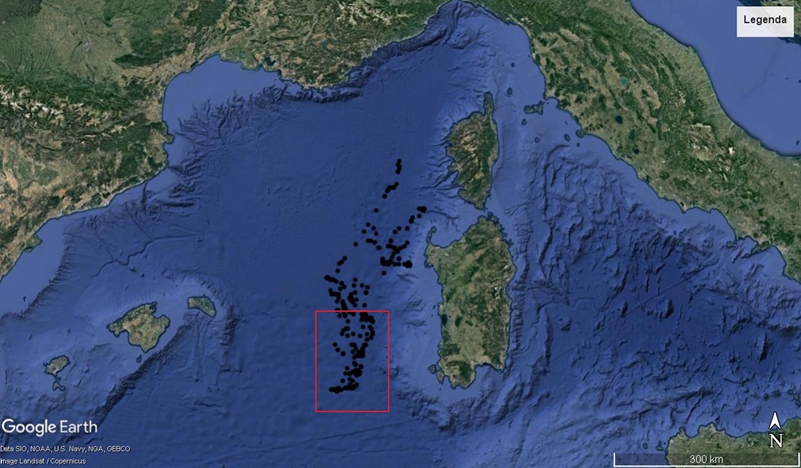 Legenda
Google Earth
Data SIO, NOAA, U.S. Navy, NGA, GEBCO
Image Landsat / Copernicus
N
300 km